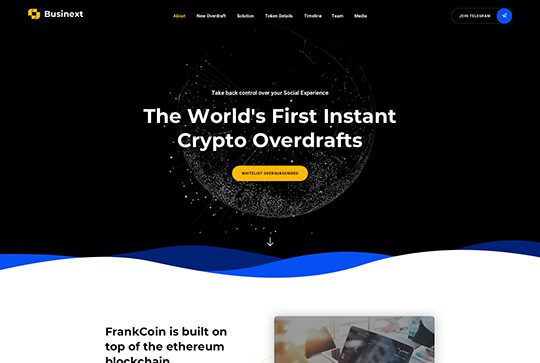 Businext
About New Overdraft Solution Token Details Timeline Team Media
JOIN TELEGRAM
Take back control over your Social Experience
The World's First Instant
Crypto Overdrafts
WHITELIST OVERSUBSCRIBED
FrankCoin is built on
top of the ethereum
blockchain